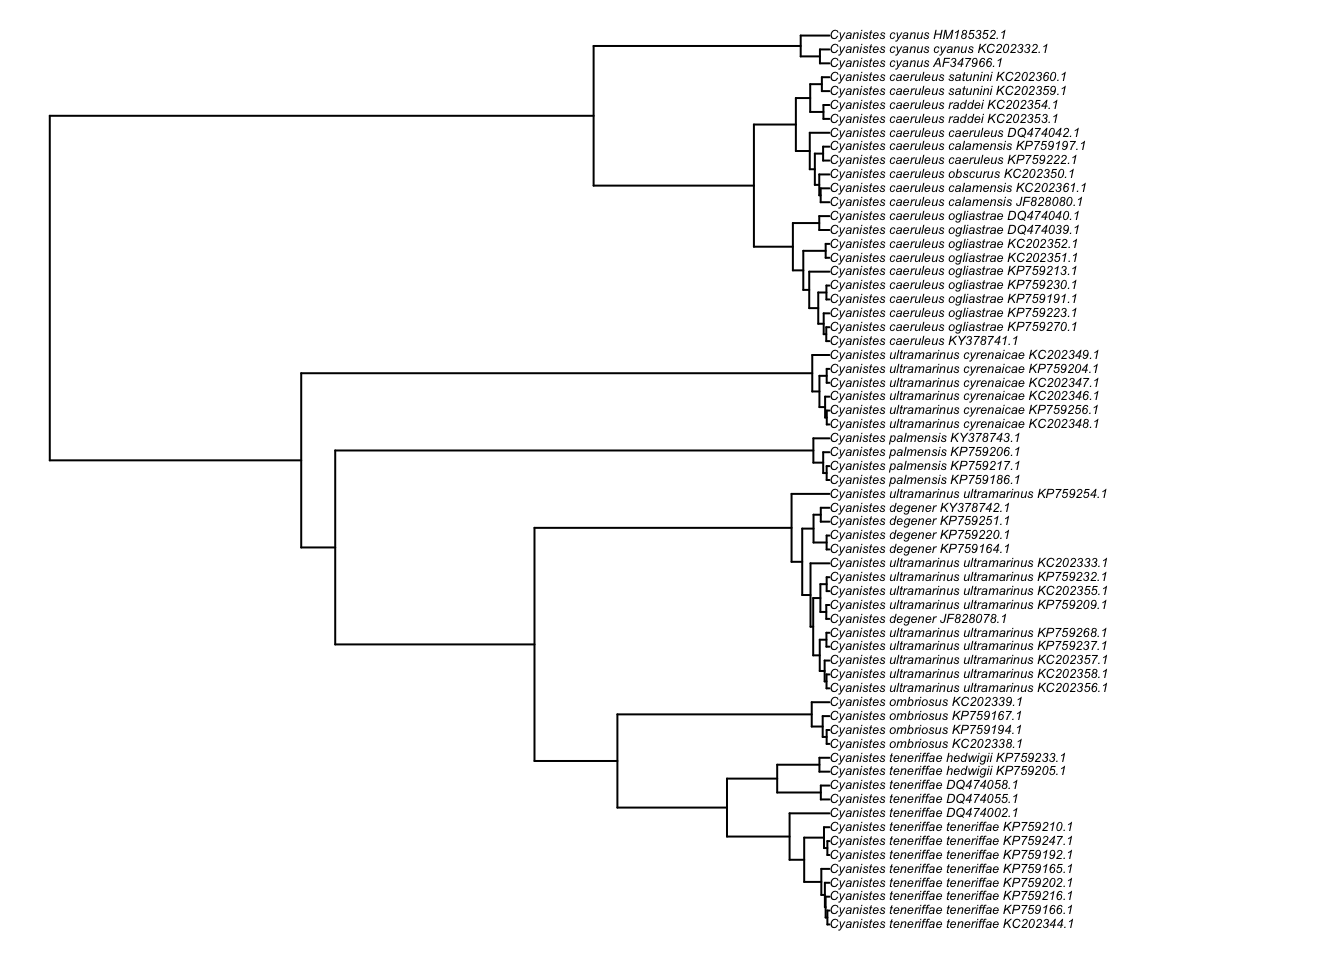 Cyanistes cyanus HM185352.1
Cyanistes cyanus cyanus KC202332.1
Cyanistes cyanus AF347966.1
Cyanistes caeruleus satunini KC202360.1
Cyanistes caeruleus satunini KC202359.1
Cyanistes caeruleus raddei KC202354.1
Cyanistes caeruleus raddei KC202353.1
Cyanistes caeruleus caeruleus DQ474042.1
Cyanistes caeruleus calamensis KP759197.1
Cyanistes caeruleus caeruleus KP759222.1
Cyanistes caeruleus obscurus KC202350.1
Cyanistes caeruleus calamensis KC202361.1
Cyanistes caeruleus calamensis JF828080.1
Cyanistes caeruleus ogliastrae DQ474040.1
Cyanistes caeruleus ogliastrae DQ474039.1
Cyanistes caeruleus ogliastrae KC202352.1
Cyanistes caeruleus ogliastrae KC202351.1
Cyanistes caeruleus ogliastrae KP759213.1
Cyanistes caeruleus ogliastrae KP759230.1
Cyanistes caeruleus ogliastrae KP759191.1
Cyanistes caeruleus ogliastrae KP759223.1
Cyanistes caeruleus ogliastrae KP759270.1
Cyanistes caeruleus KY378741.1
Cyanistes ultramarinus cyrenaicae KC202349.1
Cyanistes ultramarinus cyrenaicae KP759204.1
Cyanistes ultramarinus cyrenaicae KC202347.1
Cyanistes ultramarinus cyrenaicae KC202346.1
Cyanistes ultramarinus cyrenaicae KP759256.1
Cyanistes ultramarinus cyrenaicae KC202348.1
Cyanistes palmensis KY378743.1
Cyanistes palmensis KP759206.1
Cyanistes palmensis KP759217.1
Cyanistes palmensis KP759186.1
Cyanistes ultramarinus ultramarinus KP759254.1
Cyanistes degener KY378742.1
Cyanistes degener KP759251.1
Cyanistes degener KP759220.1
Cyanistes degener KP759164.1
Cyanistes ultramarinus ultramarinus KC202333.1
Cyanistes ultramarinus ultramarinus KP759232.1
Cyanistes ultramarinus ultramarinus KC202355.1
Cyanistes ultramarinus ultramarinus KP759209.1
Cyanistes degener JF828078.1
Cyanistes ultramarinus ultramarinus KP759268.1
Cyanistes ultramarinus ultramarinus KP759237.1
Cyanistes ultramarinus ultramarinus KC202357.1
Cyanistes ultramarinus ultramarinus KC202358.1
Cyanistes ultramarinus ultramarinus KC202356.1
Cyanistes ombriosus KC202339.1
Cyanistes ombriosus KP759167.1
Cyanistes ombriosus KP759194.1
Cyanistes ombriosus KC202338.1
Cyanistes teneriffae hedwigii KP759233.1
Cyanistes teneriffae hedwigii KP759205.1
Cyanistes teneriffae DQ474058.1
Cyanistes teneriffae DQ474055.1
Cyanistes teneriffae DQ474002.1
Cyanistes teneriffae teneriffae KP759210.1
Cyanistes teneriffae teneriffae KP759247.1
Cyanistes teneriffae teneriffae KP759192.1
Cyanistes teneriffae teneriffae KP759165.1
Cyanistes teneriffae teneriffae KP759202.1
Cyanistes teneriffae teneriffae KP759216.1
Cyanistes teneriffae teneriffae KP759166.1
Cyanistes teneriffae teneriffae KC202344.1